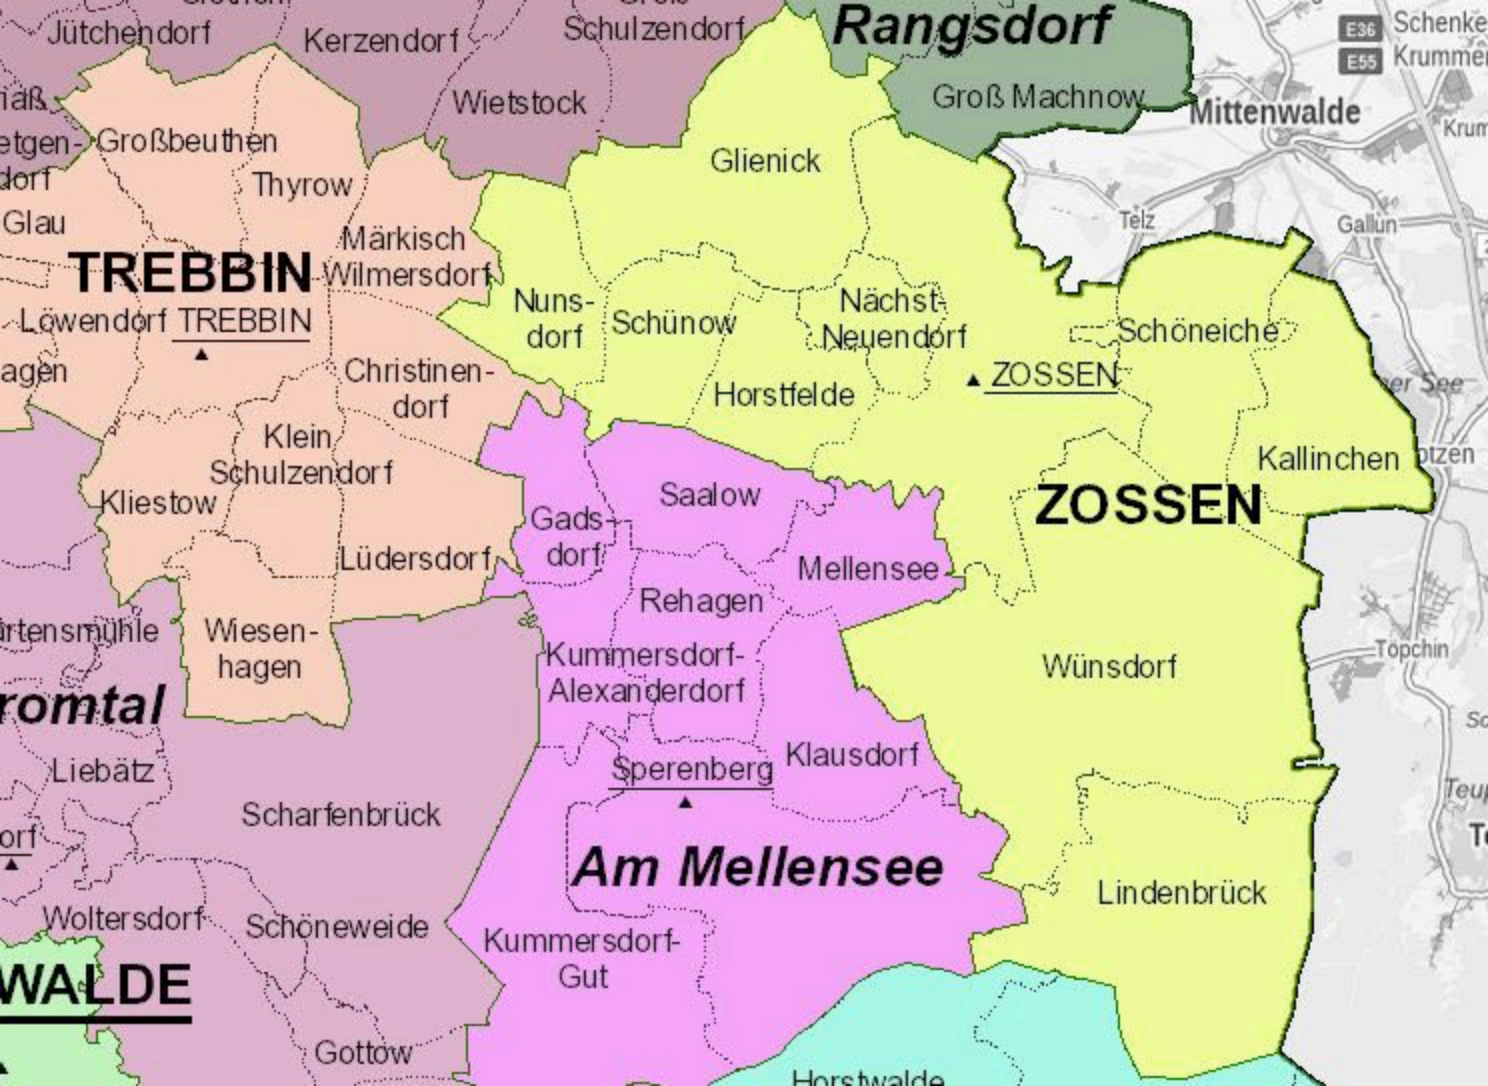 Jütchendorf
Kerzendorf
Schulzendorf
Rangsdorf
E36
E55
Groß Machnow
Mittenwalde
Wietstock
Großbeuthen
Thyrow
Glienick
Telz
Gallun
Glau
Märkisch
Wilmersdorf
TREBBIN
Löwendorf
TREBBIN
Nuns-
dorf
Schünow
Nächst-
Neuendorf
Schöneiche
ZOSSEN
Christinen-
dorf
Horstfelde
Klein
Schulzendorf
Kallinchen
ZOSSEN
Kliestow
Saalow
Gads-
dorf
Lüdersdorf
Mellensee
Rehagen
Wiesen-
hagen
Kummersdorf-
Alexanderdorf
Wünsdorf
Töpchin
Klausdorf
Sperenberg
Liebätz
Scharfenbrück
Am Mellensee
Lindenbrück
Woltersdorf
Schöneweide
Kummersdorf-
Gut
WALDE
Gottow
Horstwalde